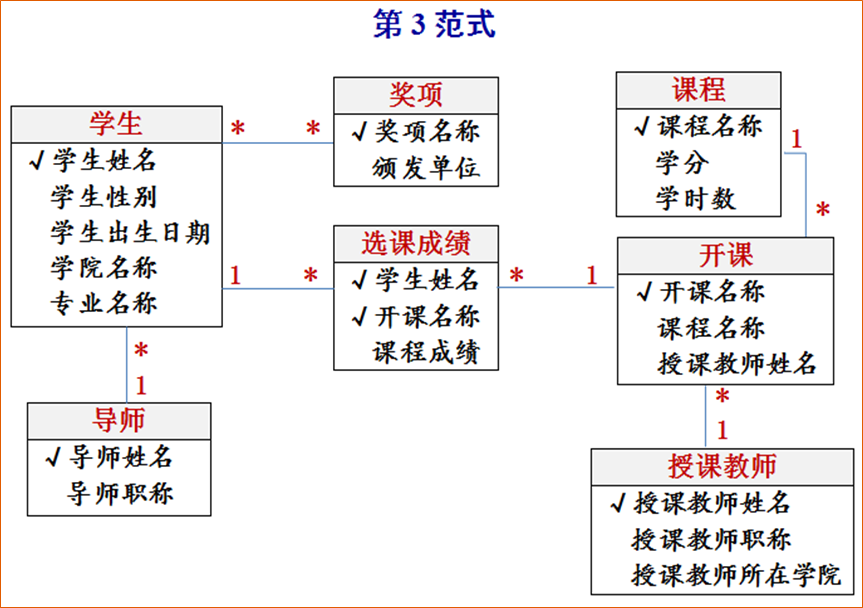 第 3 范式
学生
√ 学生姓名
学生性别
学生出生日期
学院名称
专业名称
* *
奖项
√ 奖项名称
颁发单位
课程
√ 课程名称
学分
学时数
1
*
选课成绩
√ 学生姓名
√ 开课名称
课程成绩
1 *
* 1
开课
√ 开课名称
课程名称
授课教师姓名
*
1
导师
√ 导师姓名
导师职称
*
1
授课教师
√ 授课教师姓名
授课教师职称
授课教师所在学院